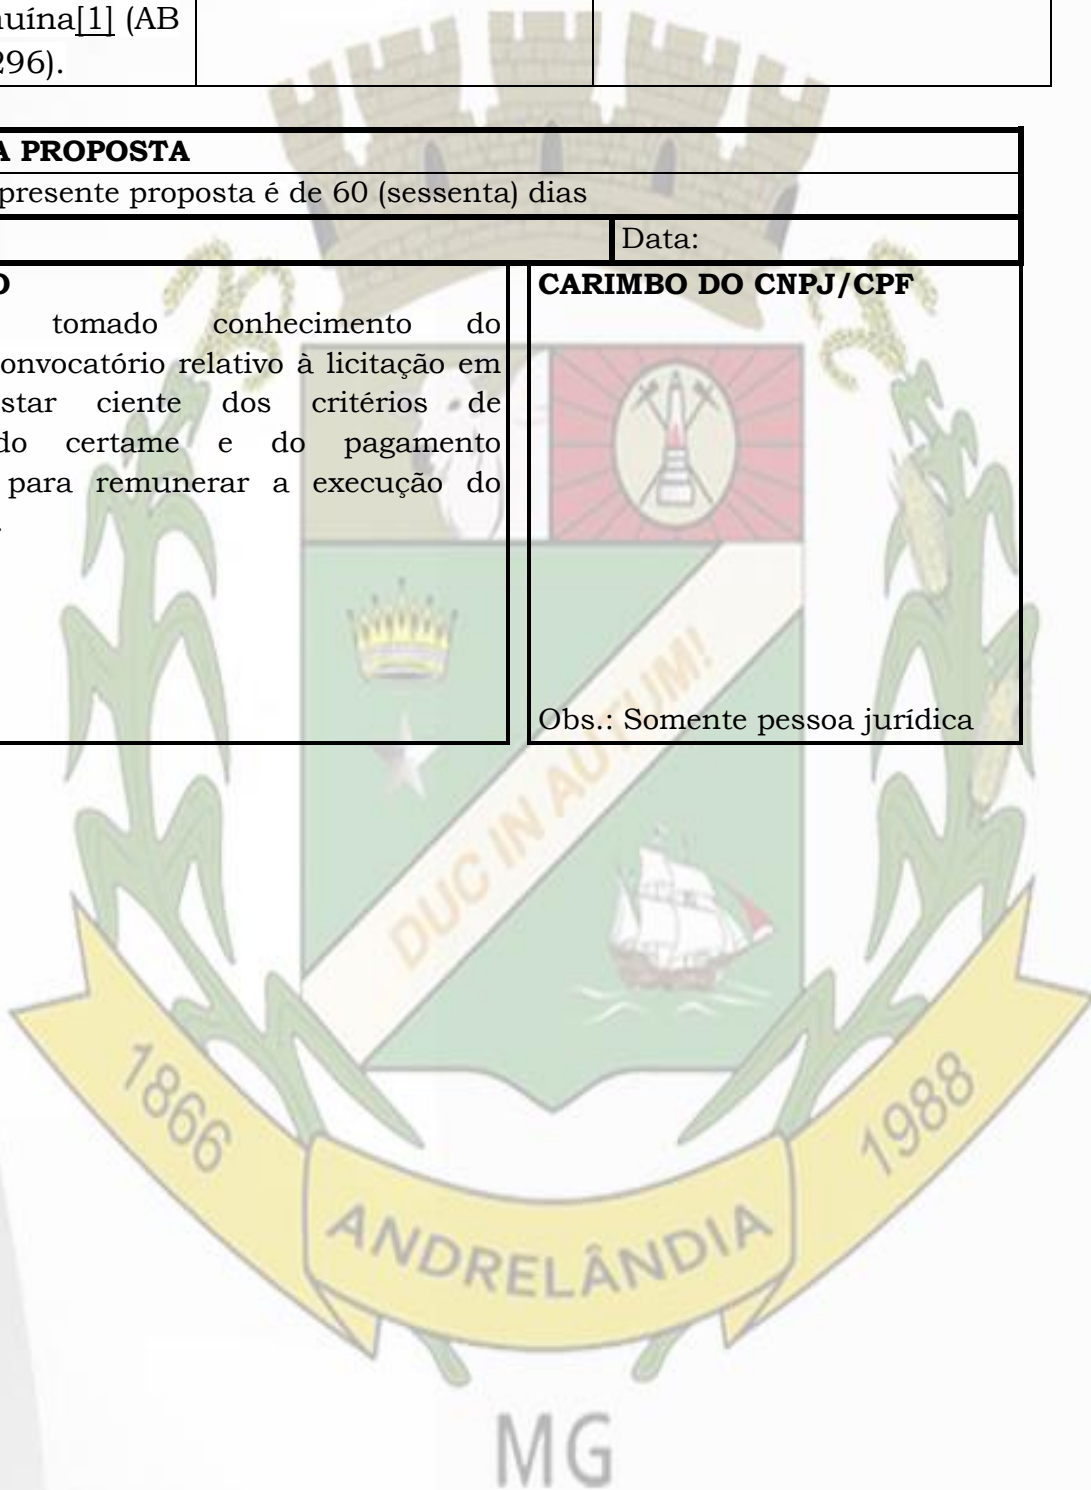 nuína[1] (AB
296).
A PROPOSTA
presente proposta é de 60 (sessenta) dias
Data:
O
tomado conhecimento do
onvocatório relativo à licitação em
star ciente dos critérios de
do certame e do pagamento
para remunerar a execução do
.
CARIMBO DO CNPJ/CPF
Obs.: Somente pessoa jurídica
DUC IN AUTUM!
1866
ANDRELÂNDIA
1988
MG